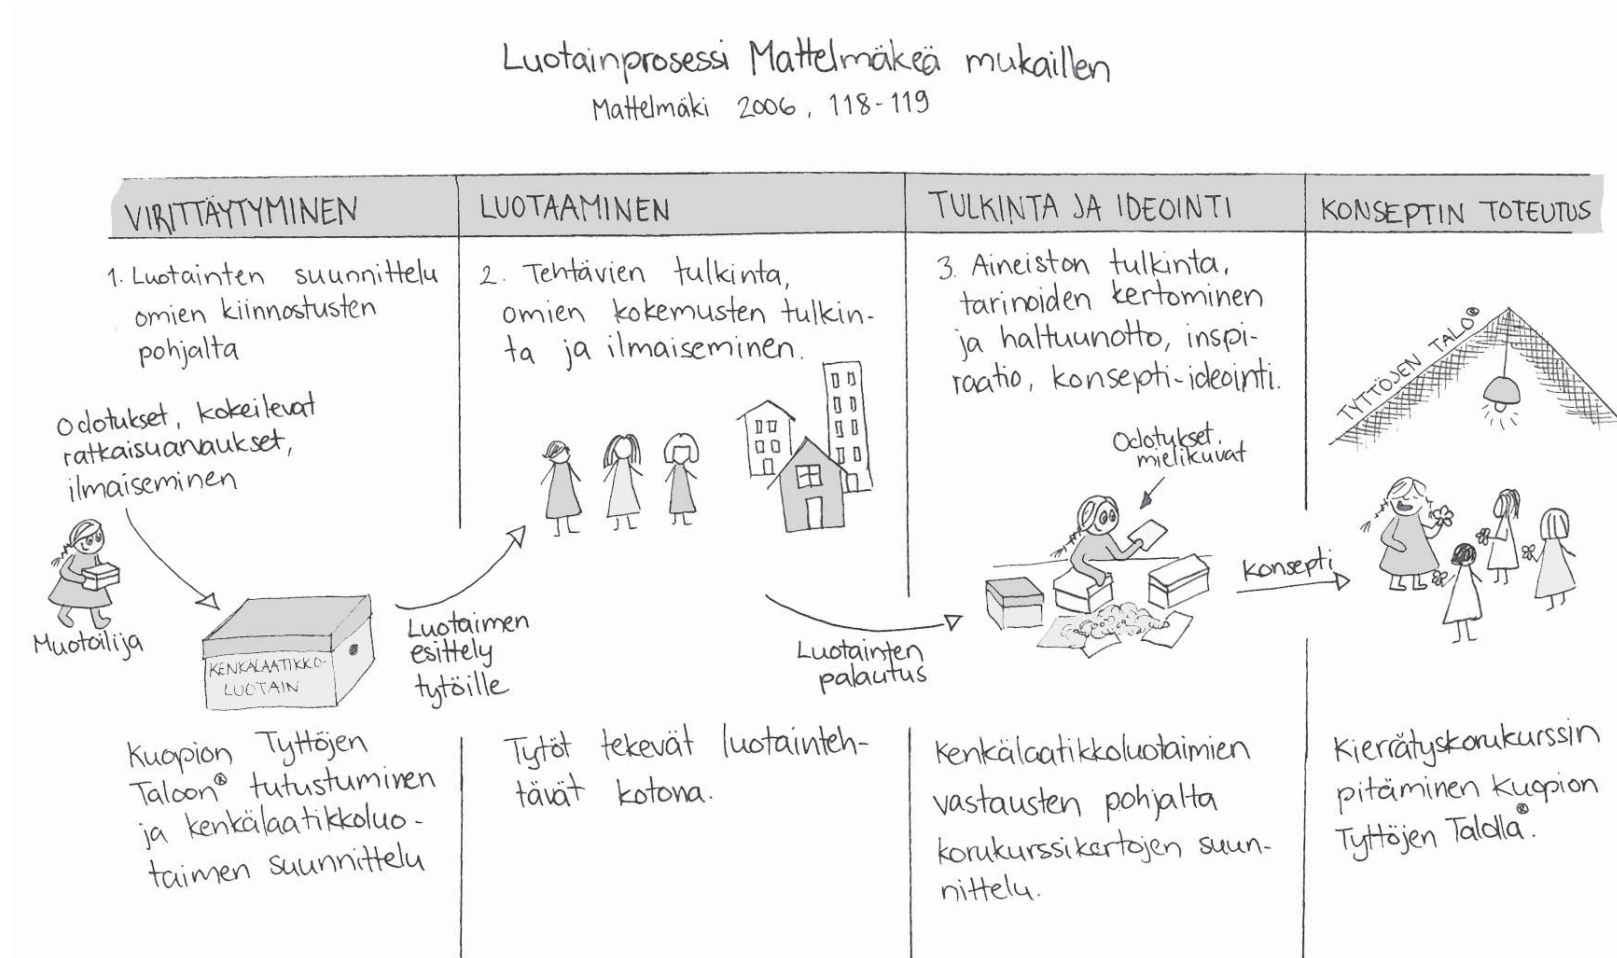 Luotainprosessi Mattelmäkeä mukaillen
Mattelmäki 2006, 118-119
VIRITTÄYTYMINEN
1. Luotainten suunnittelu
omien kiinnostusten
pohjalta
Odotukset, kokeilevat
ratkaisuanaukset,
ilmaiseminen
Muotoilija
KENKÄLAATIKKO-
LUOTAIN
Kuopion Tyttöjen
Taloon® tutustuminen
ja kenkälaatikkoluo-
taimen suunnittelu
LUOTAAMINEN
2. Tehtävien tulkinta,
omien kokemusten tulkin-
ta ja ilmaiseminen.
Luotaimen
esittely
tytöille
Luotainten
palautus
Tytöt tekevät luotainteh-
tävät kotona.
TULKINTA JA IDEOINTI
3. Aineiston tulkinta,
tarinoiden kertominen
ja haltuunotto, inspi-
raatio, konsepti-ideointi.
Odotukset,
mielikuvat
Konsepti
Kenkälaatikkoluotaimien
vastausten pohjalta
korukurssikertojen suun-
nittelu.
KONSEPTIN TOTEUTUS
TYTTÖJEN TALO®
Kierrätyskorukurssin
pitäminen Kuopion
Tyttöjen Talolla®.